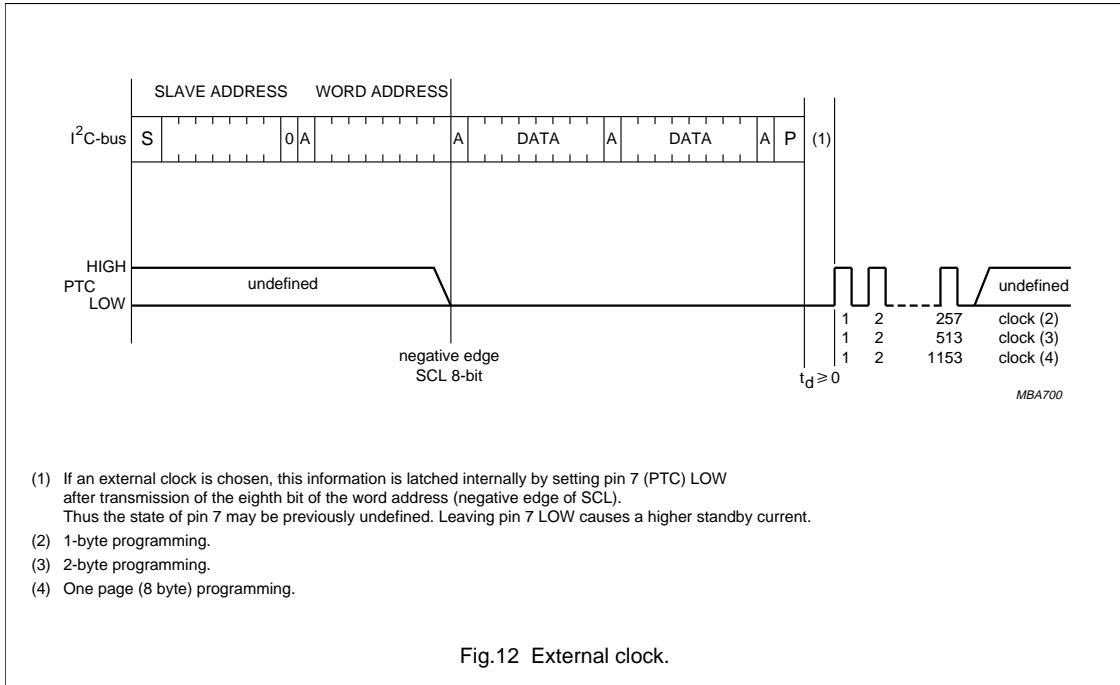 SLAVE ADDRESS WORD ADDRESS
I2C-bus S 0 A A DATA A DATA A P (1)
HIGH
PTC undefined undefined
LOW
1 2 257 clock (2)
1 2 513 clock (3)
1 2 1153 clock (4)
negative edge
SCL 8-bit
td ≥ 0
MBA700
(1) If an external clock is chosen, this information is latched internally by setting pin 7 (PTC) LOW
after transmission of the eighth bit of the word address (negative edge of SCL).
Thus the state of pin 7 may be previously undefined. Leaving pin 7 LOW causes a higher standby current.
(2) 1-byte programming.
(3) 2-byte programming.
(4) One page (8 byte) programming.
Fig.12 External clock.